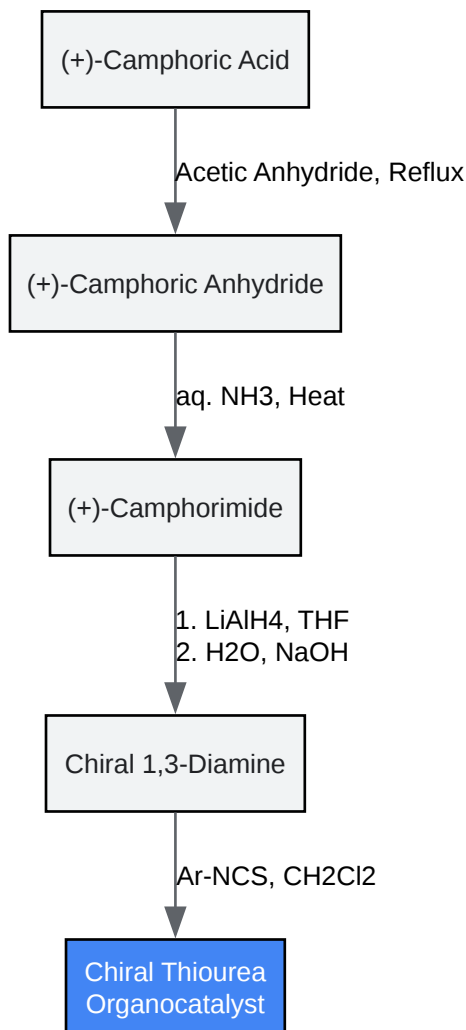 (+)-Camphoric Acid
Acetic Anhydride, Reflux
(+)-Camphoric Anhydride
aq. NH3, Heat
(+)-Camphorimide
1. LiAlH4, THF
2. H2O, NaOH
Chiral 1,3-Diamine
Ar-NCS, CH2Cl2
Chiral Thiourea
Organocatalyst